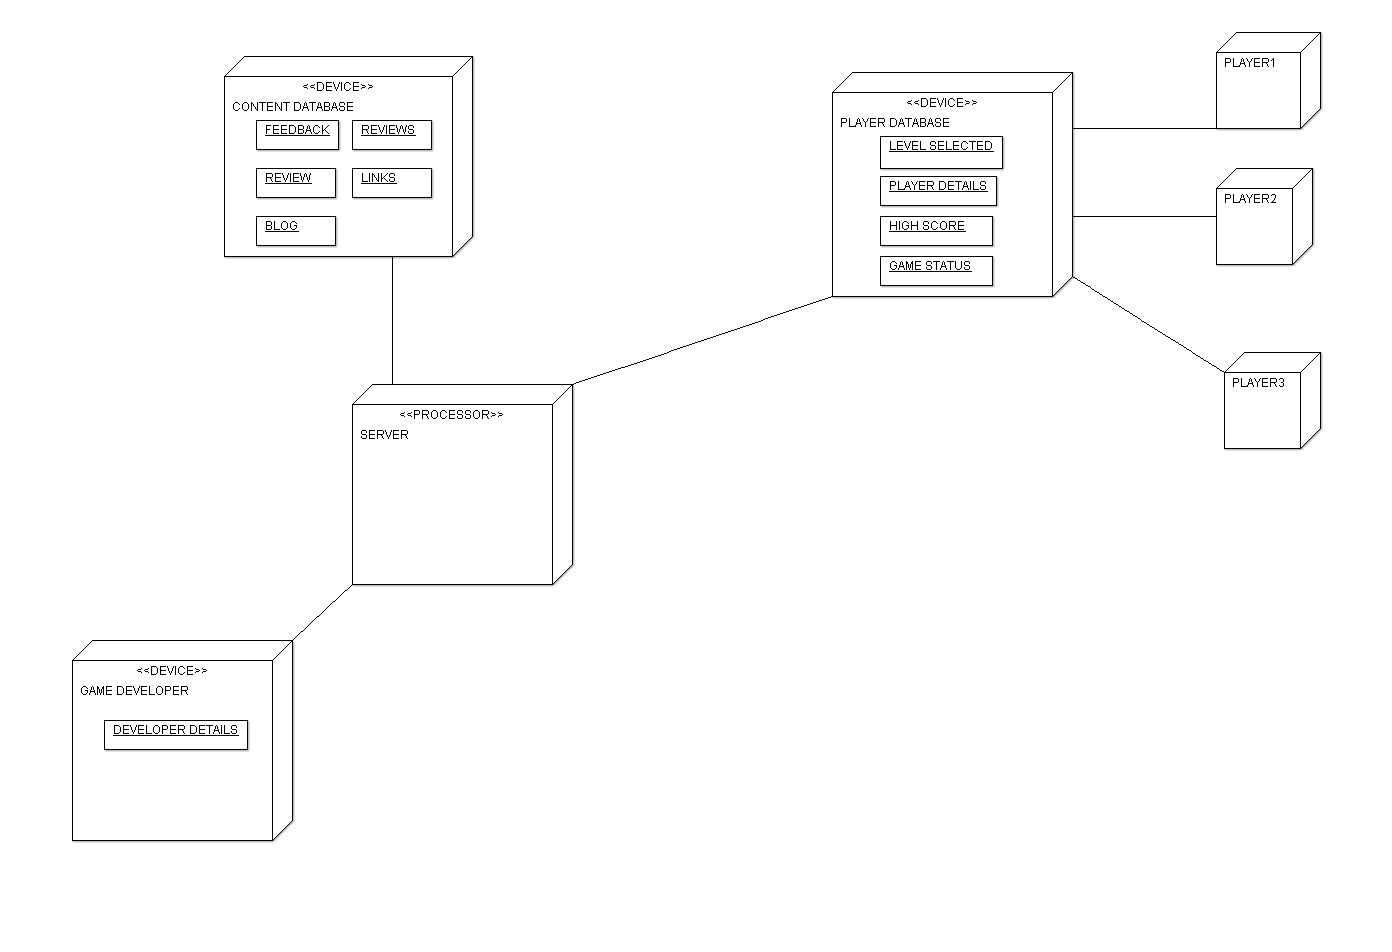 <<DEVICE>>
CONTENT DATABASE
FEEDBACK
REVIEWS
REVIEW
LINKS
BLOG
<<DEVICE>>
PLAYER DATABASE
LEVEL SELECTED
PLAYER DETAILS
HIGH SCORE
GAME STATUS
PLAYER1
PLAYER2
PLAYER3
<<PROCESSOR>>
SERVER
<<DEVICE>>
GAME DEVELOPER
DEVELOPER DETAILS